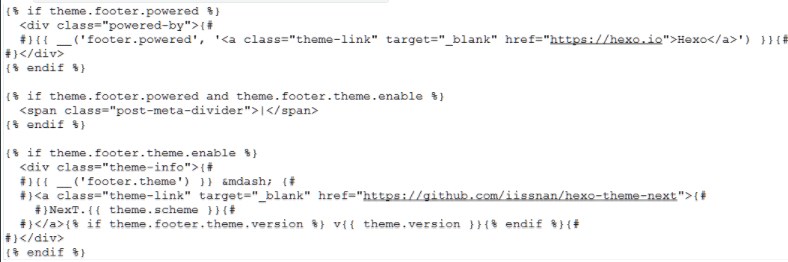 {% if theme.footer.powered %}
  <div class="powered-by">{#
  #}{{ __('footer.powered', '<a class="theme-link" target="_blank" href="https://hexo.io">Hexo</a>') }}{#
#}</div>
{% endif %}

{% if theme.footer.powered and theme.footer.theme.enable %}
  <span class="post-meta-divider">|</span>
{% endif %}

{% if theme.footer.theme.enable %}
  <div class="theme-info">{#
  #}{{ __('footer.theme') }} &mdash; {#
  #}<a class="theme-link" target="_blank" href="https://github.com/iissnan/hexo-theme-next">{#
    #}NexT.{{ theme.scheme }}{#
  #}</a>{% if theme.footer.theme.version %} v{{ theme.version }}{% endif %}{#
#}</div>
{% endif %}